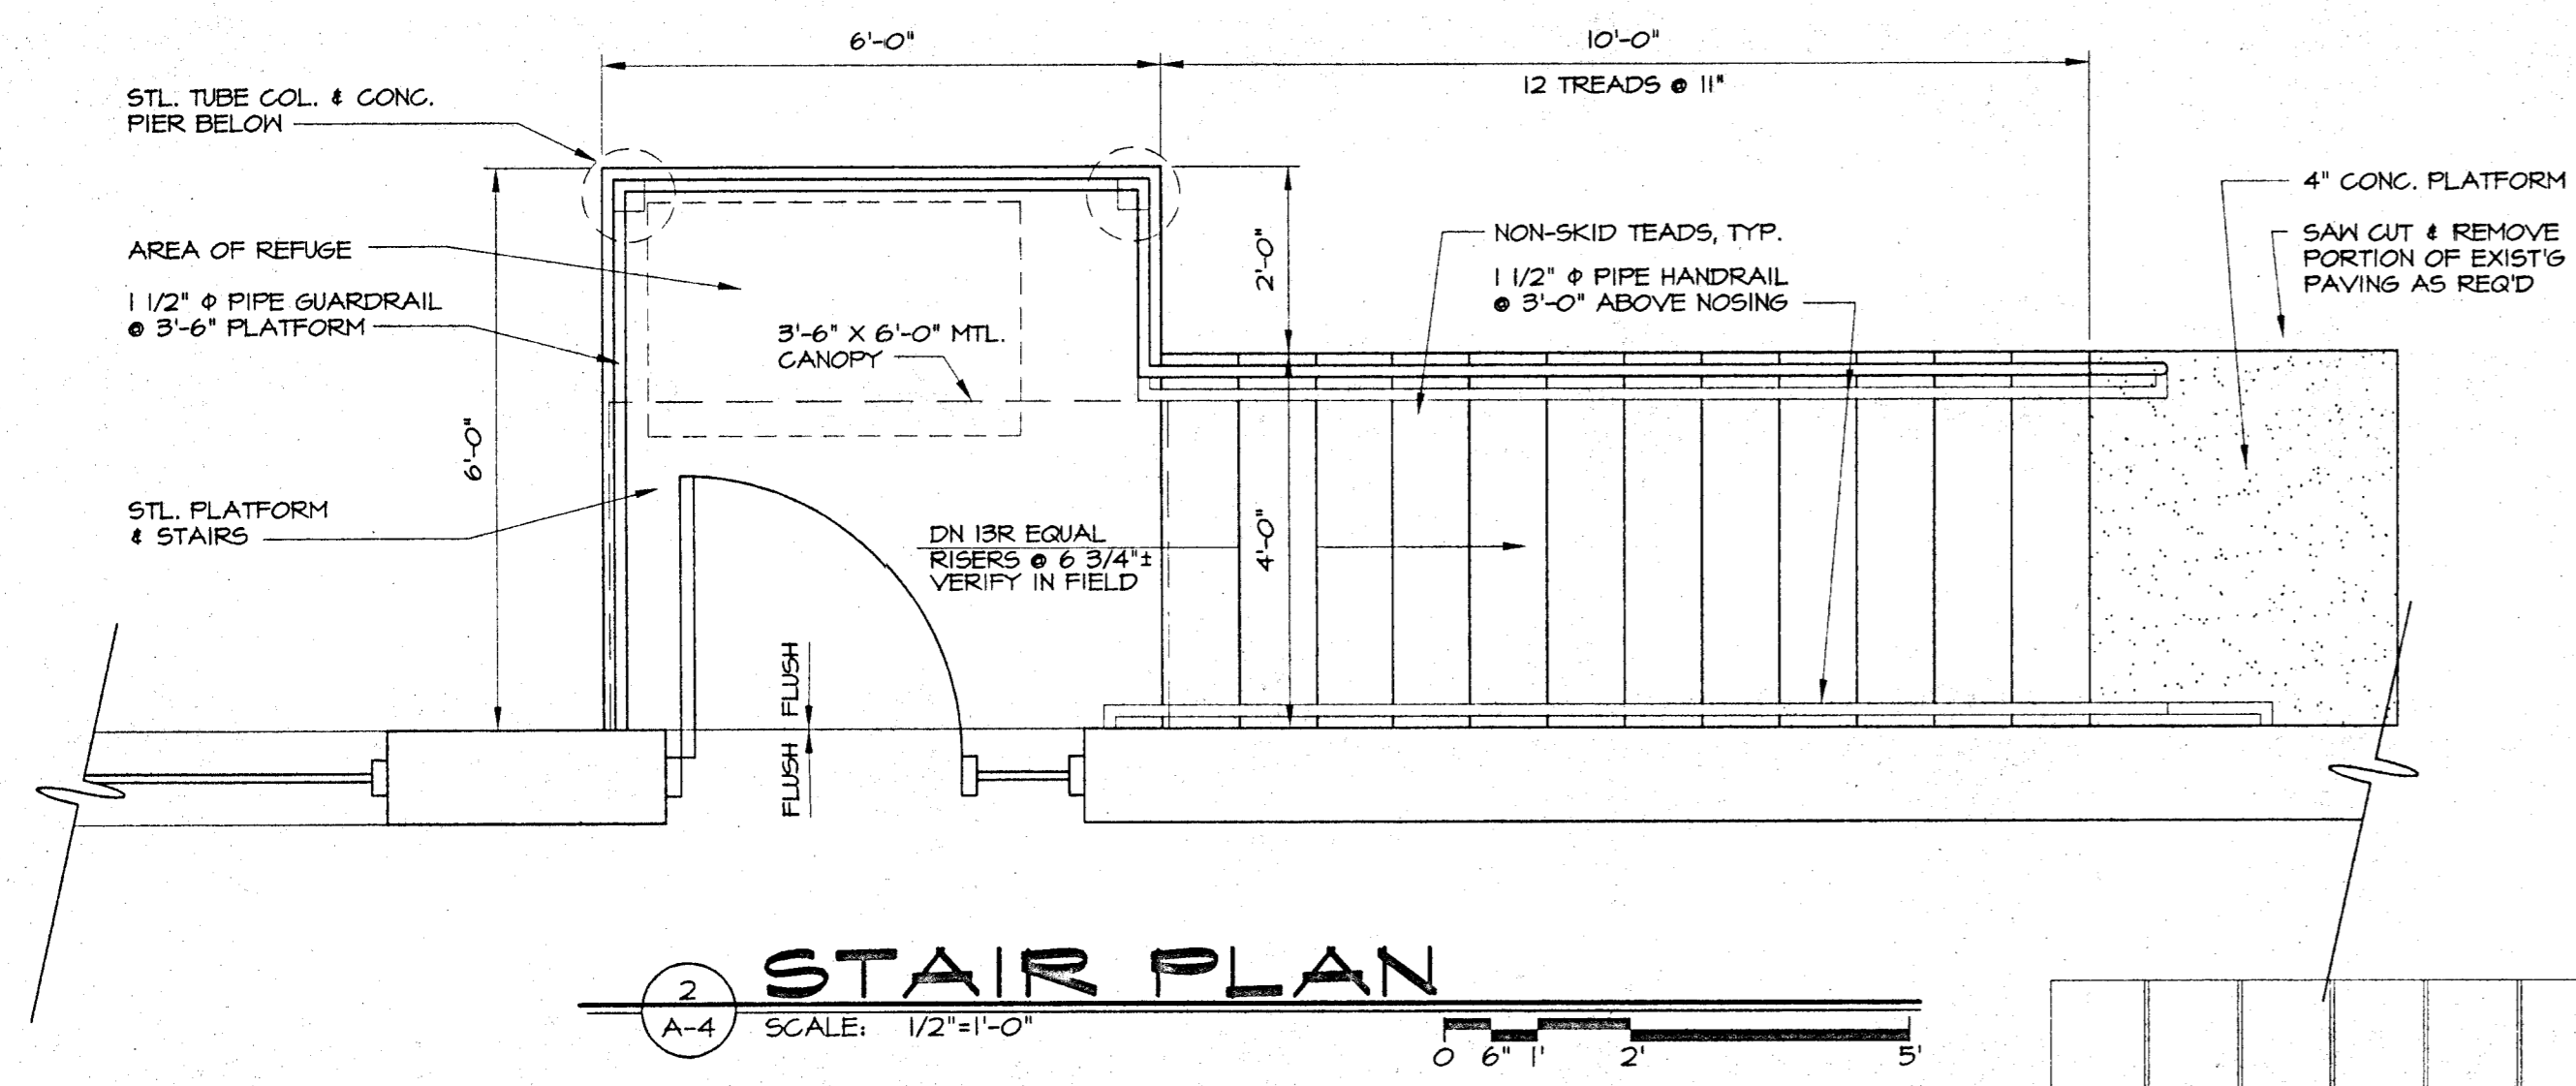 6'-0"
10'-0"
12 TREADS @ 11"
STL. TUBE COL. & CONC.
PIER BELOW
4" CONC. PLATFORM
SAW CUT & REMOVE
PORTION OF EXIST'G
PAVING AS REQ'D
AREA OF REFUGE
2'-0"
NON-SKID TEADS, TYP.
1 1/2" Φ PIPE HANDRAIL
@ 3'-0" ABOVE NOSING
1 1/2" Φ PIPE GUARDRAIL
@ 3'-6" PLATFORM
3'-6" X 6'-0" MTL.
CANOPY
6'-0"
STL. PLATFORM
& STAIRS
DN 13R EQUAL
RISERS @ 6 3/4"±
VERIFY IN FIELD
4'-0"
FLUSH
FLUSH
2
A-4
STAIR PLAN
SCALE: 1/2"=1'-0"
0 6" 1' 2' 5'